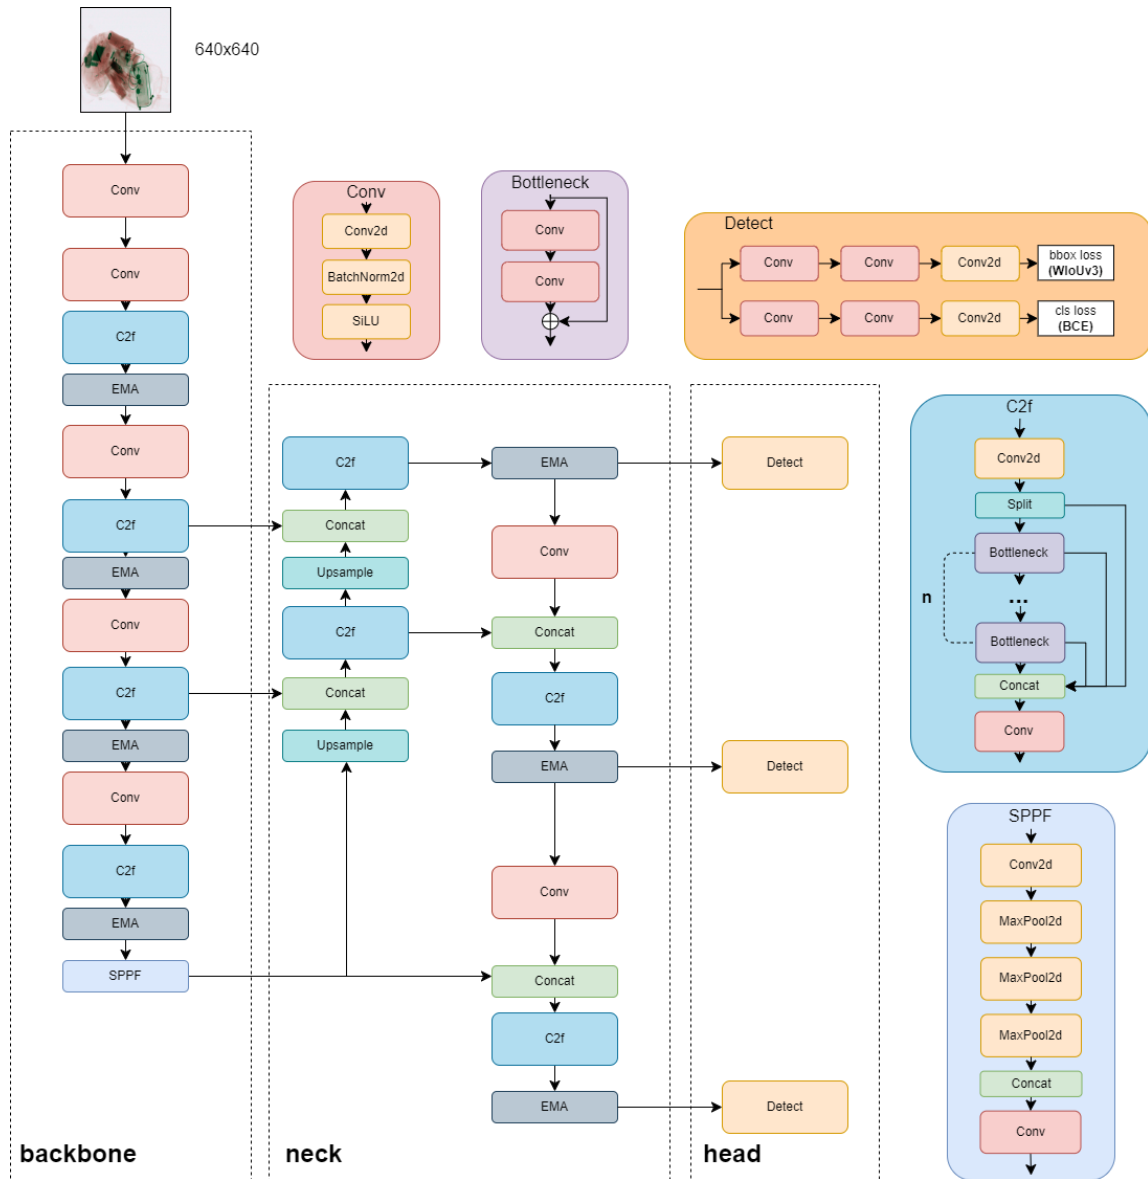 640x640
Conv
Conv
C2f
EMA
Conv
C2f
EMA
Conv
C2f
EMA
Conv
C2f
EMA
SPPF
backbone
Conv
Conv2d
BatchNorm2d
SiLU
Bottleneck
Conv
Conv
Detect
Conv
Conv
Conv2d
bbox loss
(WIoUv3)
Conv
Conv
Conv2d
cls loss
(BCE)
C2f
Concat
Upsample
C2f
Concat
Upsample
EMA
Conv
Concat
C2f
EMA
Conv
Concat
C2f
EMA
neck
Detect
Detect
Detect
head
C2f
Conv2d
Split
Bottleneck
...
n
Bottleneck
Concat
Conv
SPPF
Conv2d
MaxPool2d
MaxPool2d
MaxPool2d
Concat
Conv